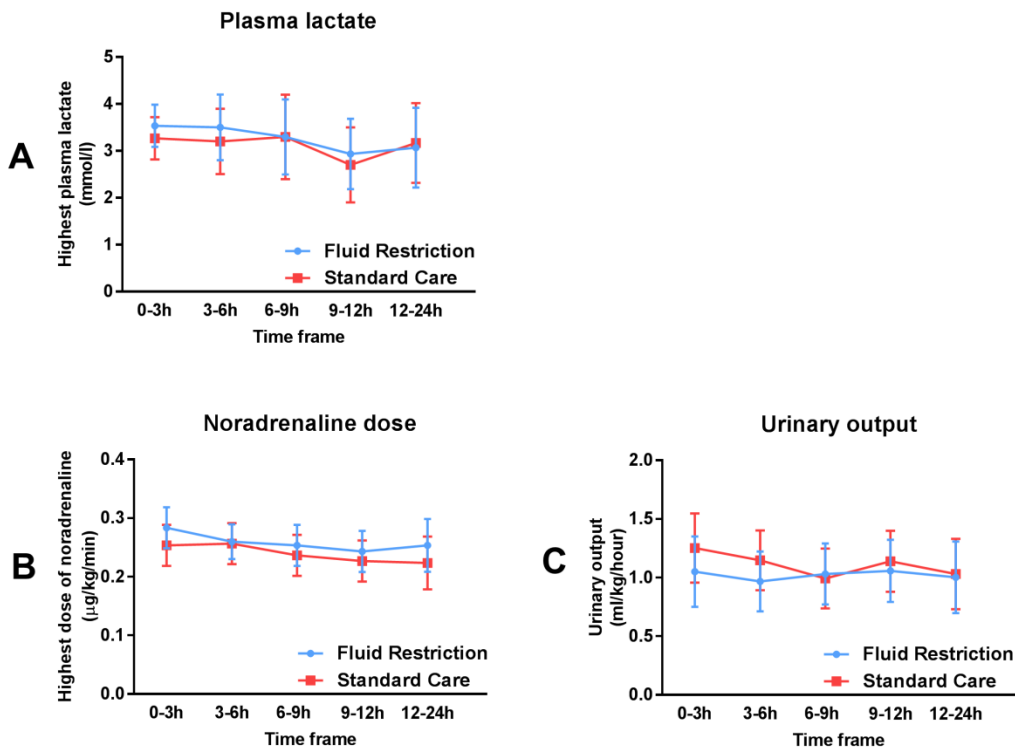 Plasma lactate
A
Highest plasma lactate
(mmol/l)
5
4
3
2
1
0
Fluid Restriction
Standard Care
0-3h 3-6h 6-9h 9-12h 12-24h
Time frame
Noradrenaline dose
B
Highest dose of noradrenaline
(μg/kg/min)
0.4
0.3
0.2
0.1
0.0
Fluid Restriction
Standard Care
0-3h 3-6h 6-9h 9-12h 12-24h
Time frame
Urinary output
C
Urinary output
(ml/kg/hour)
2.0
1.5
1.0
0.5
0.0
Fluid Restriction
Standard Care
0-3h 3-6h 6-9h 9-12h 12-24h
Time frame